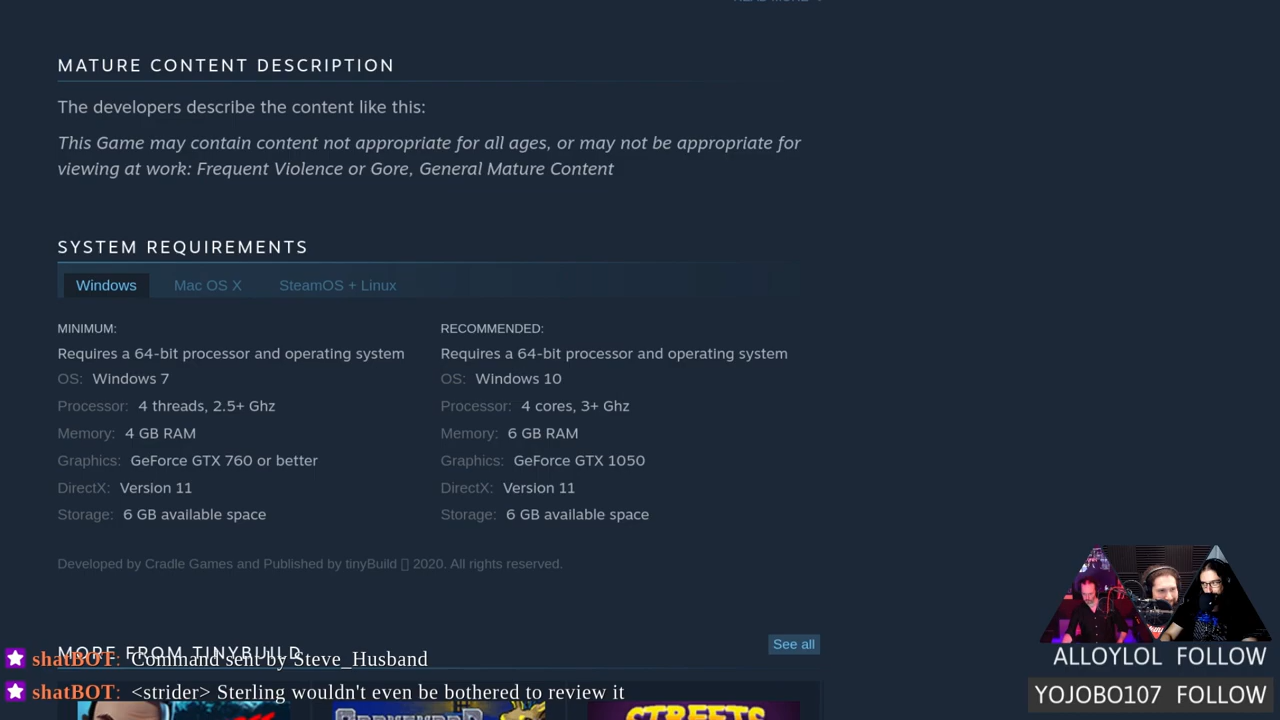 MATURE CONTENT DESCRIPTION
The developers describe the content like this:
This Game may contain content not appropriate for all ages, or may not be appropriate for
viewing at work: Frequent Violence or Gore, General Mature Content
SYSTEM REQUIREMENTS
Windows Mac OS X SteamOS + Linux
MINIMUM:
Requires a 64-bit processor and operating system
OS: Windows 7
Processor: 4 threads, 2.5+ Ghz
Memory: 4 GB RAM
Graphics: GeForce GTX 760 or better
DirectX: Version 11
Storage: 6 GB available space
RECOMMENDED:
Requires a 64-bit processor and operating system
OS: Windows 10
Processor: 4 cores, 3+ Ghz
Memory: 6 GB RAM
Graphics: GeForce GTX 1050
DirectX: Version 11
Storage: 6 GB available space
Developed by Cradle Games and Published by tinyBuild ▯ 2020. All rights reserved.
MORE FROM TINYBUILD
See all
shatBOT: Command sent by Steve_Husband
shatBOT: <strider> Sterling wouldn't even be bothered to review it
STREETS
ALLOYLOL FOLLOW
YOJOBO107 FOLLOW